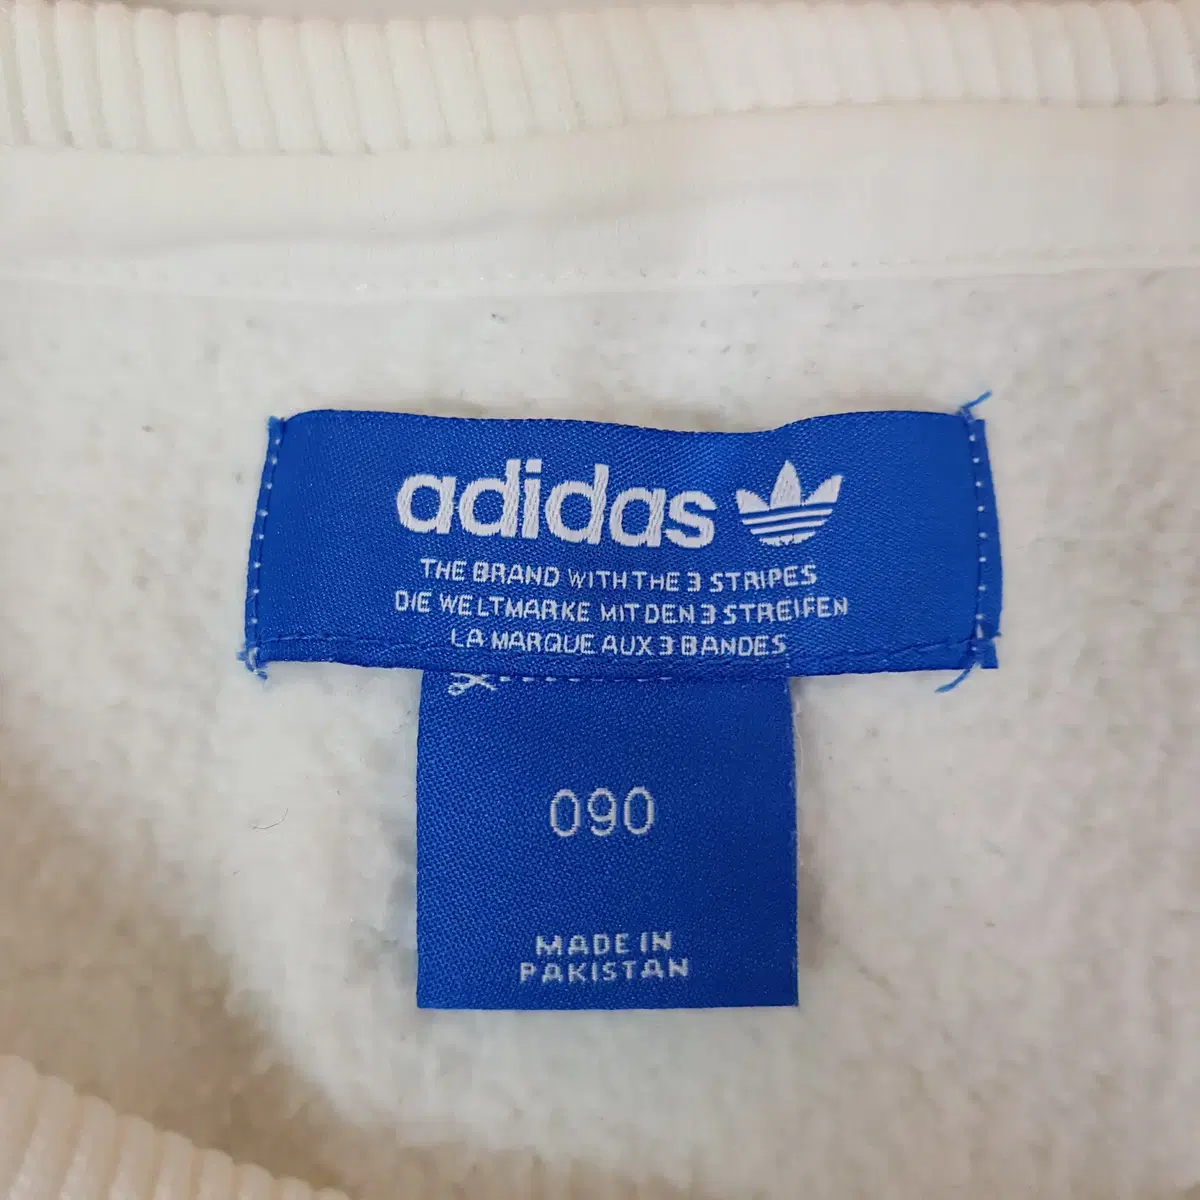 adidas
THE BRAND WITH THE 3 STRIPES
DIE WELTMARKE MIT DEN 3 STREIFEN
LA MARQUE AUX 3 BANDES
090
MADE IN
PAKISTAN